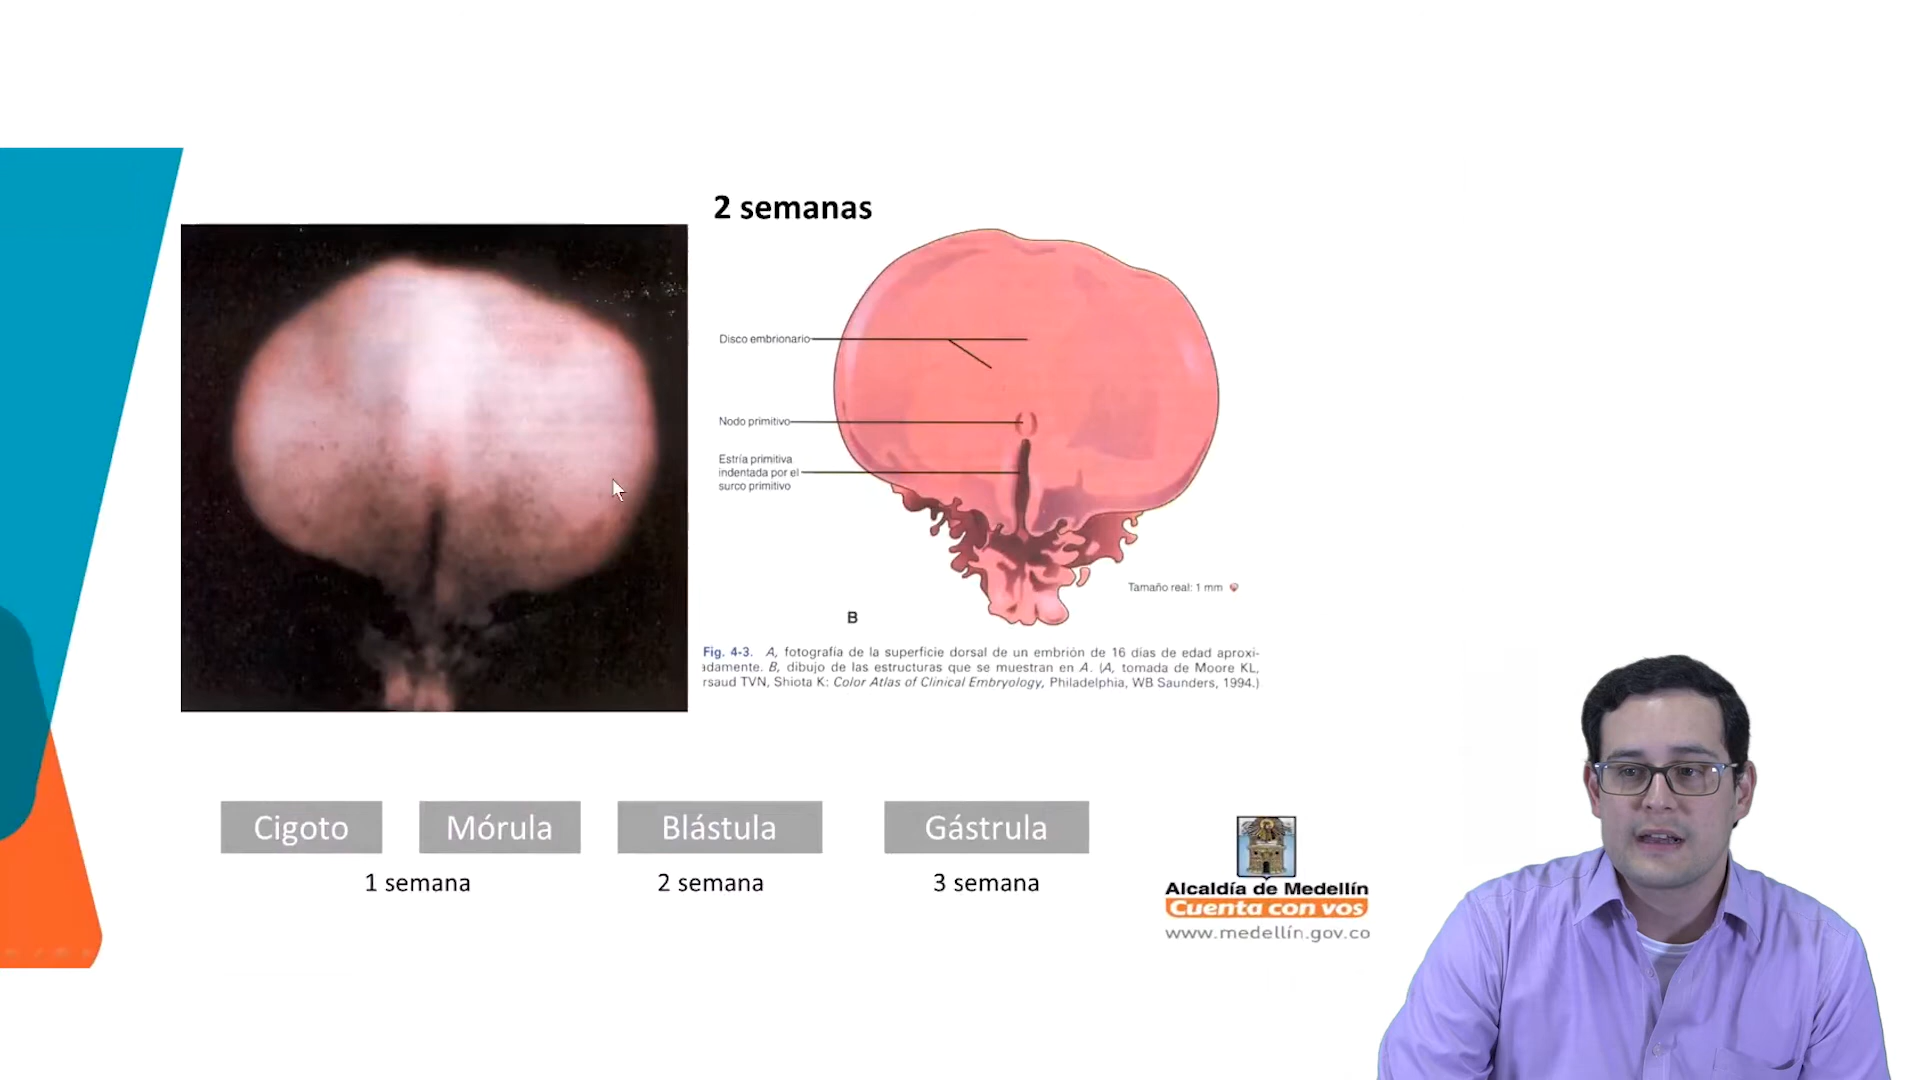 2 semanas
Disco embrionario
Nodo primitivo
Estría primitiva
indentada por el
surco primitivo
Tamaño real: 1 mm
B
Fig. 4-3. A, fotografía de la superficie dorsal de un embrión de 16 días de edad aproxi-
adamente. B, dibujo de las estructuras que se muestran en A. (A, tomada de Moore KL,
rsaud TVN, Shiota K: Color Atlas of Clinical Embryology, Philadelphia, WB Saunders, 1994.)
Cigoto Mórula Blástula Gástrula
1 semana 2 semana 3 semana
Alcaldía de Medellín
Cuenta con vos
www.medellín.gov.co